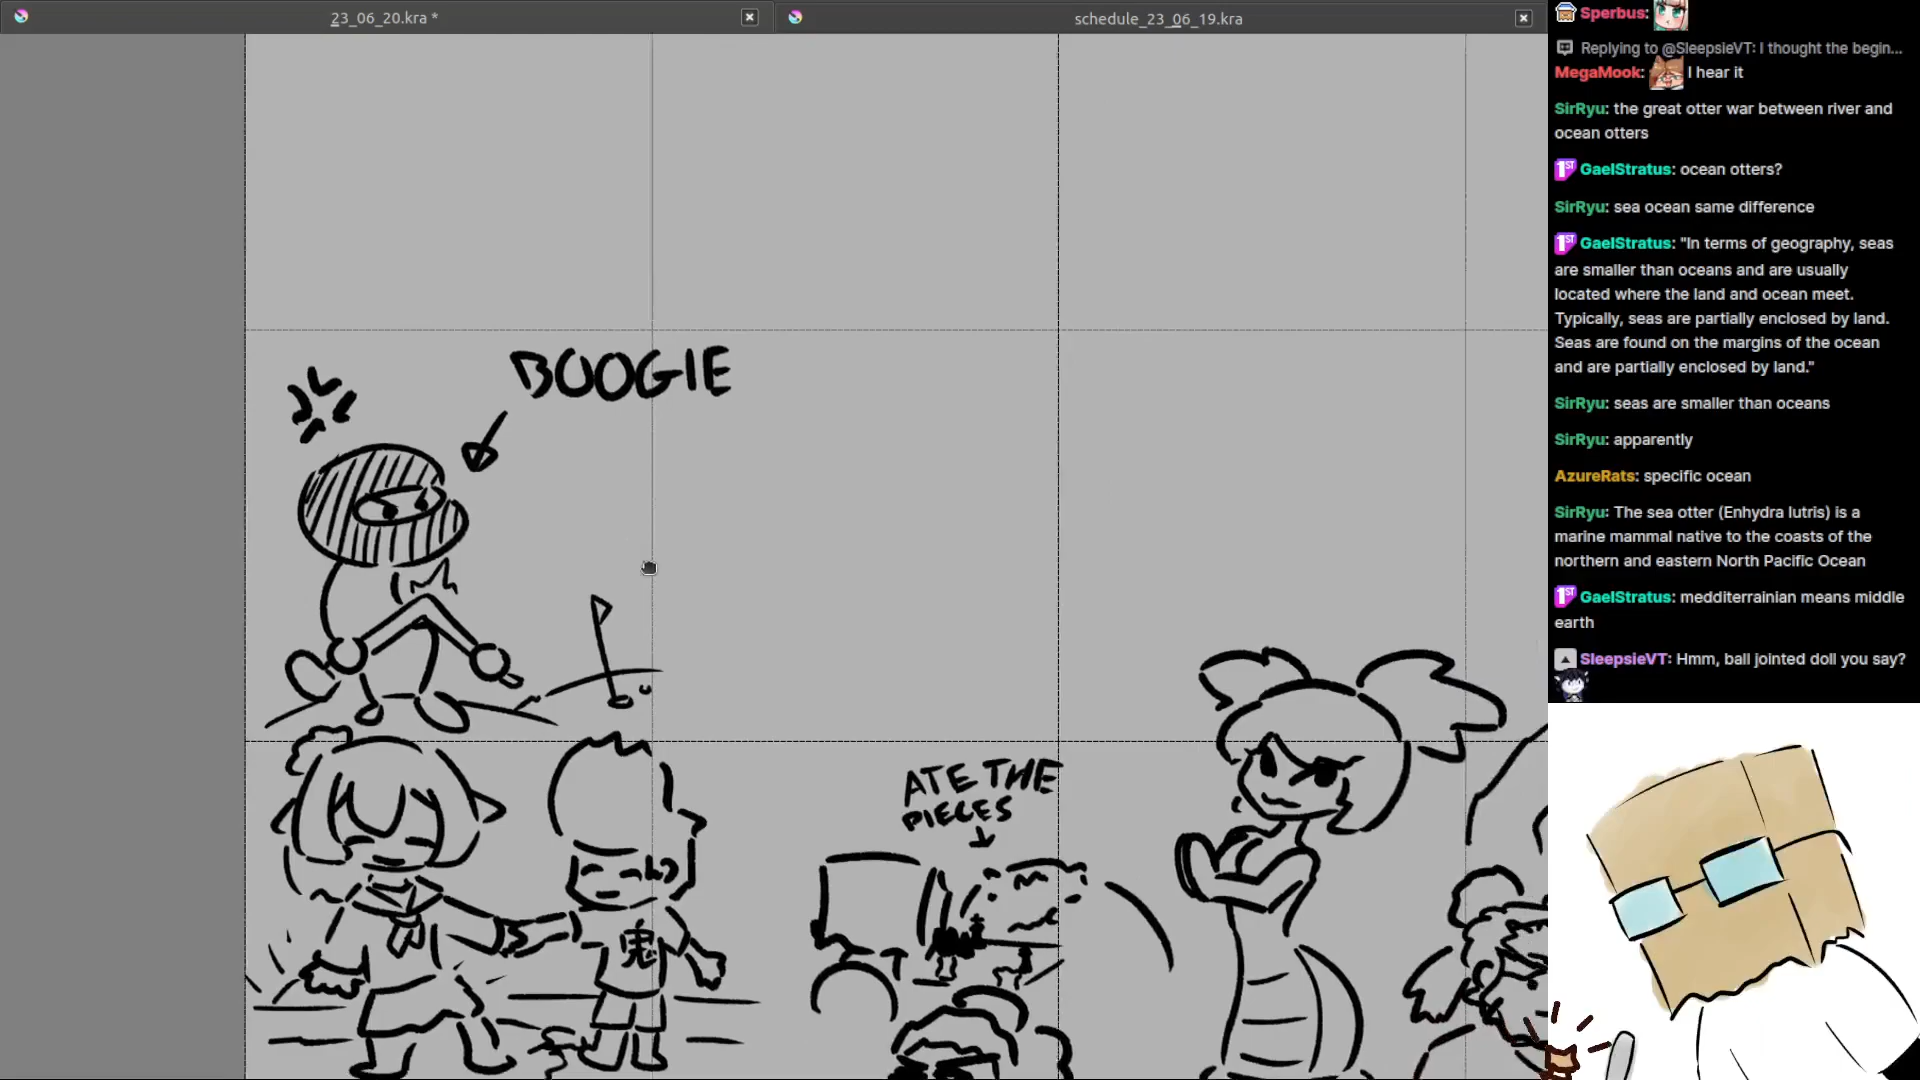 23_06_20.kra *
schedule_23_06_19.kra
BOOGIE
ATE THE
PIECES
鬼
Sperbus:
Replying to @SleepsieVT: I thought the begin...
MegaMook: I hear it
SirRyu: the great otter war between river and
ocean otters
1ST GaelStratus: ocean otters?
SirRyu: sea ocean same difference
1ST GaelStratus: "In terms of geography, seas
are smaller than oceans and are usually
located where the land and ocean meet.
Typically, seas are partially enclosed by land.
Seas are found on the margins of the ocean
and are partially enclosed by land."
SirRyu: seas are smaller than oceans
SirRyu: apparently
AzureRats: specific ocean
SirRyu: The sea otter (Enhydra lutris) is a
marine mammal native to the coasts of the
northern and eastern North Pacific Ocean
1ST GaelStratus: medditerrainian means middle
earth
SleepsieVT: Hmm, ball jointed doll you say?